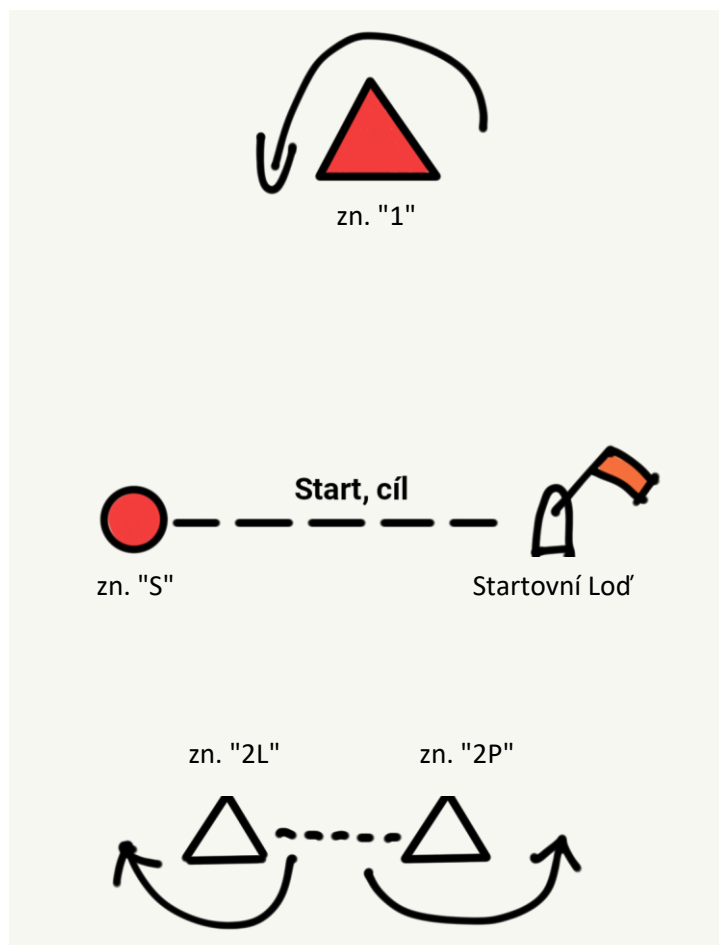 zn. "1"
Start, cíl
zn. "S"
Startovní Loď
zn. "2L"
zn. "2P"